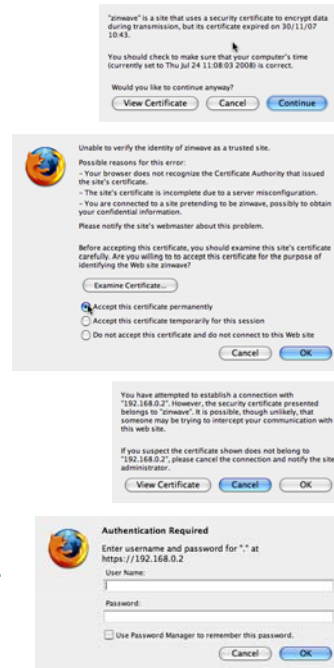 "zinwave" is a site that uses a security certificate to encrypt data
during transmission, but its certificate expired on 30/11/07
10:43.
You should check to make sure that your computer's time
(currently set to Thu Jul 24 11:08:03 2008) is correct.
Would you like to continue anyway?
View Certificate Cancel Continue
Unable to verify the identity of zinwave as a trusted site.
Possible reasons for this error:
- Your browser does not recognize the Certificate Authority that issued
the site's certificate.
- The site's certificate is incomplete due to a server misconfiguration.
- You are connected to a site pretending to be zinwave, possibly to obtain
your confidential information.
Please notify the site's webmaster about this problem.
Before accepting this certificate, you should examine this site's certificate
carefully. Are you willing to to accept this certificate for the purpose of
identifying the Web site zinwave?
Examine Certificate...
Accept this certificate permanently
Accept this certificate temporarily for this session
Do not accept this certificate and do not connect to this Web site
Cancel OK
You have attempted to establish a connection with
"192.168.0.2". However, the security certificate presented
belongs to "zinwave". It is possible, though unlikely, that
someone may be trying to intercept your communication with
this web site.
If you suspect the certificate shown does not belong to
"192.168.0.2", please cancel the connection and notify the site
administrator.
View Certificate Cancel OK
Authentication Required
Enter username and password for "." at
https://192.168.0.2
User Name:
Password:
Use Password Manager to remember this password.
Cancel OK